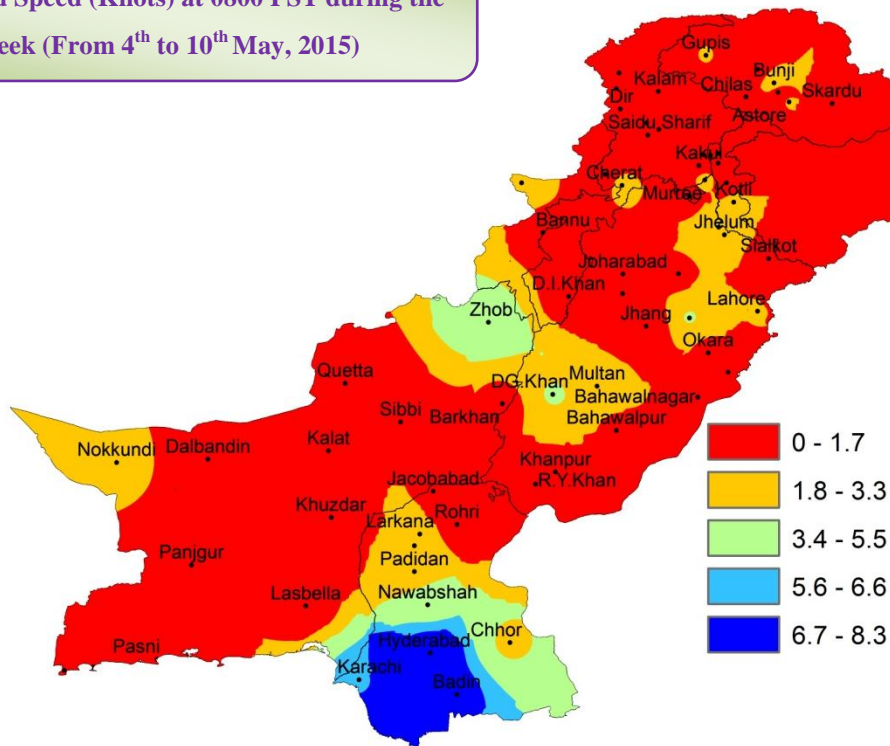 Speed (Knots) at 0800 PST during the
eek (From 4th to 10th May, 2015)
Gupis
Bunji
Kalam
Chilas
Skardu
Dir
Astore
Saidu Sharif
Kakul
Cherat
Murree
Kotli
Bannu
Jhelum
Sialkot
Joharabad
D.I.Khan
Lahore
Zhob
Jhang
Okara
Quetta
DG.Khan
Multan
Bahawalnagar
Sibbi
Barkhan
Bahawalpur
Nokkundi
Dalbandin
Kalat
0 - 1.7
Khanpur
Jacobabad
R.Y.Khan
1.8 - 3.3
Khuzdar
Rohri
Larkana
3.4 - 5.5
Panjgur
Padidan
5.6 - 6.6
Lasbella
Nawabshah
Chhor
6.7 - 8.3
Pasni
Hyderabad
Karachi
Badin